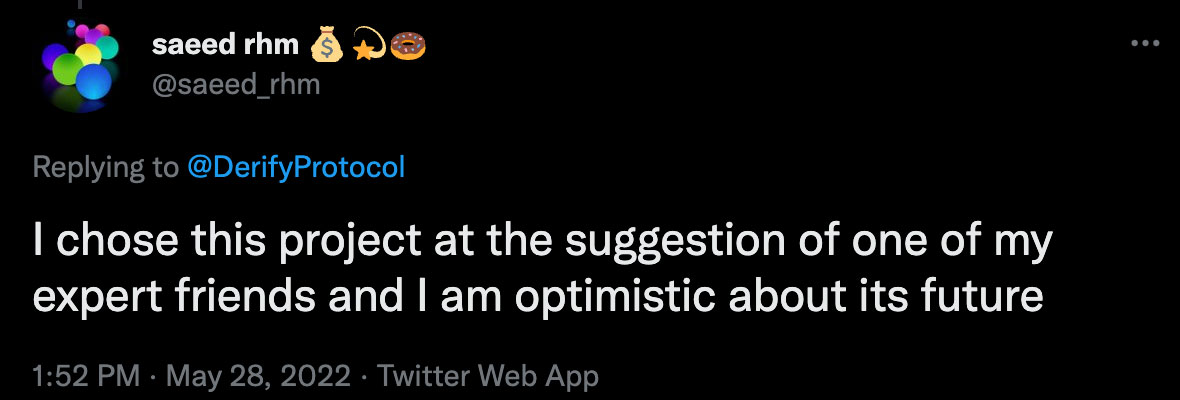 saeed rhm 💰💫🍩
@saeed_rhm
Replying to @DerifyProtocol
I chose this project at the suggestion of one of my
expert friends and I am optimistic about its future
1:52 PM · May 28, 2022 · Twitter Web App